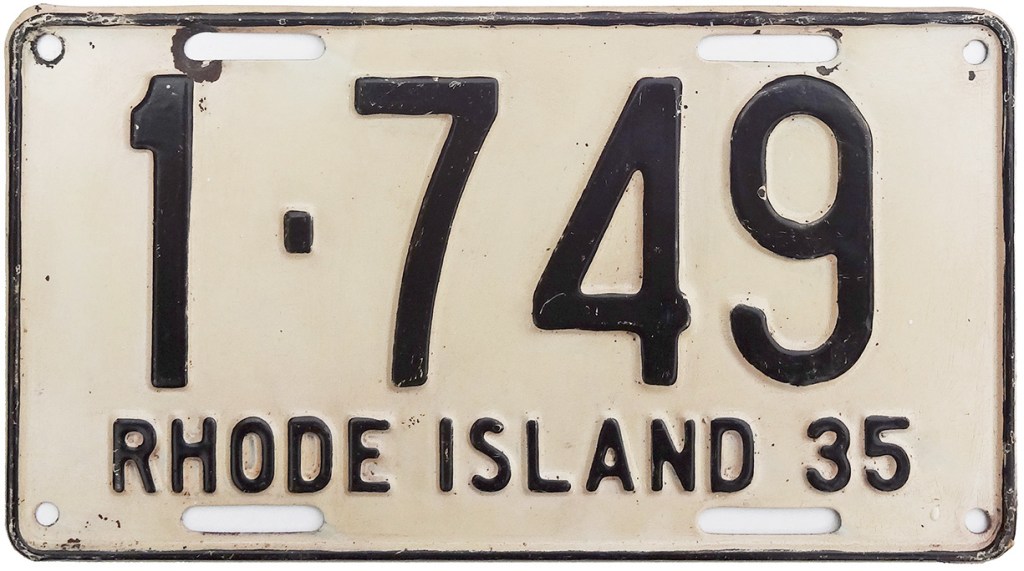 1·749
RHODE ISLAND 35